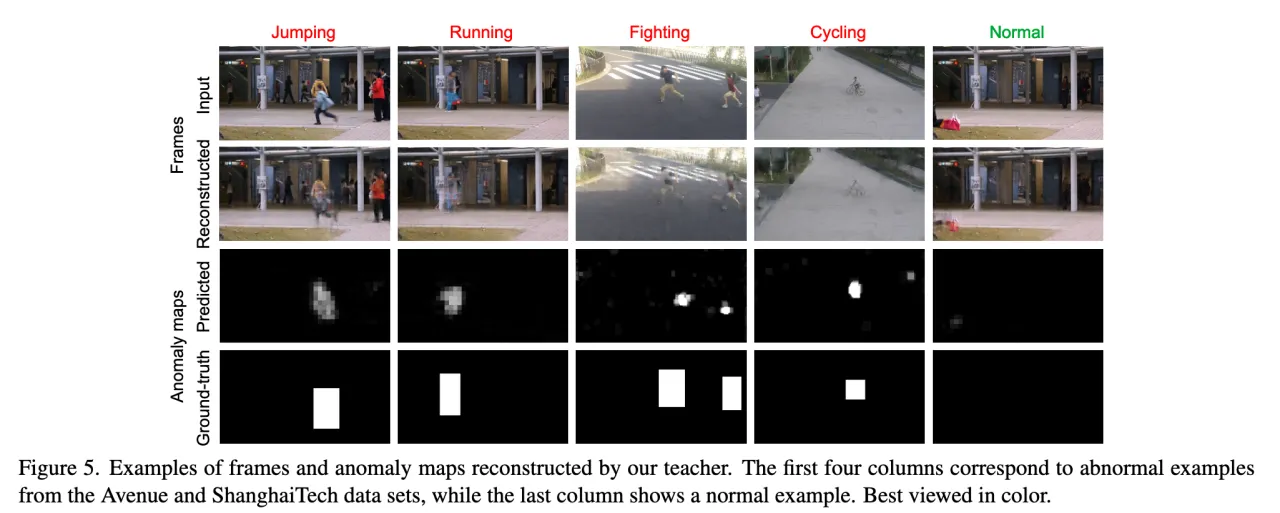 Jumping Running Fighting Cycling Normal
Frames
Input
Reconstructed
Anomaly maps
Predicted
Ground-truth
Figure 5. Examples of frames and anomaly maps reconstructed by our teacher. The first four columns correspond to abnormal examples
from the Avenue and ShanghaiTech data sets, while the last column shows a normal example. Best viewed in color.